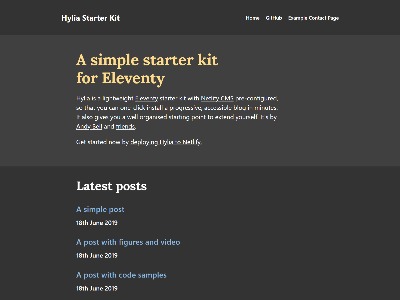 Hylia Starter Kit
Home GitHub Example Contact Page
A simple starter kit
for Eleventy
Hylia is a lightweight Eleventy starter kit with Netlify CMS pre-configured,
so that you can one-click install a progressive, accessible blog in minutes.
It also gives you a well organised starting point to extend yourself. It's by
Andy Bell and friends.
Get started now by deploying Hylia to Netlify.
Latest posts
A simple post
18th June 2019
A post with figures and video
18th June 2019
A post with code samples
18th June 2019